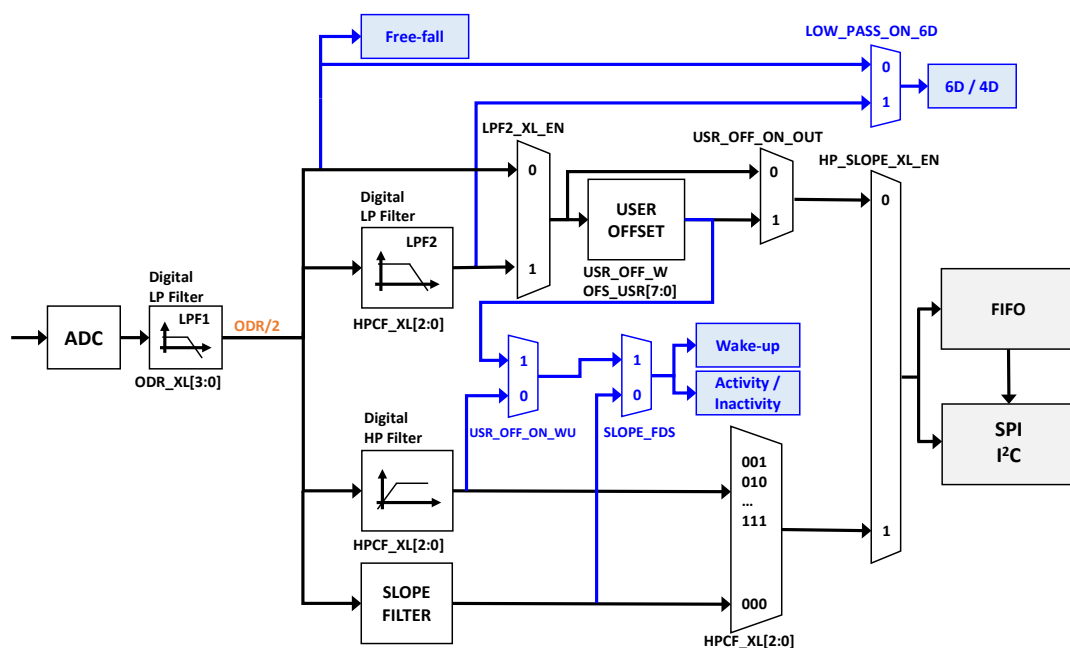 Free-fall
LOW_PASS_ON_6D
0
1
6D / 4D
LPF2_XL_EN
0
1
USR_OFF_ON_OUT
0
1
HP_SLOPE_XL_EN
0
1
Digital
LP Filter
LPF2
HPCF_XL[2:0]
USER
OFFSET
USR_OFF_W
OFS_USR[7:0]
ADC
Digital
LP Filter
LPF1
ODR_XL[3:0]
ODR/2
1
0
USR_OFF_ON_WU
1
0
SLOPE_FDS
Wake-up
Activity /
Inactivity
FIFO
SPI
I²C
Digital
HP Filter
HPCF_XL[2:0]
SLOPE
FILTER
001
010
...
111
000
HPCF_XL[2:0]